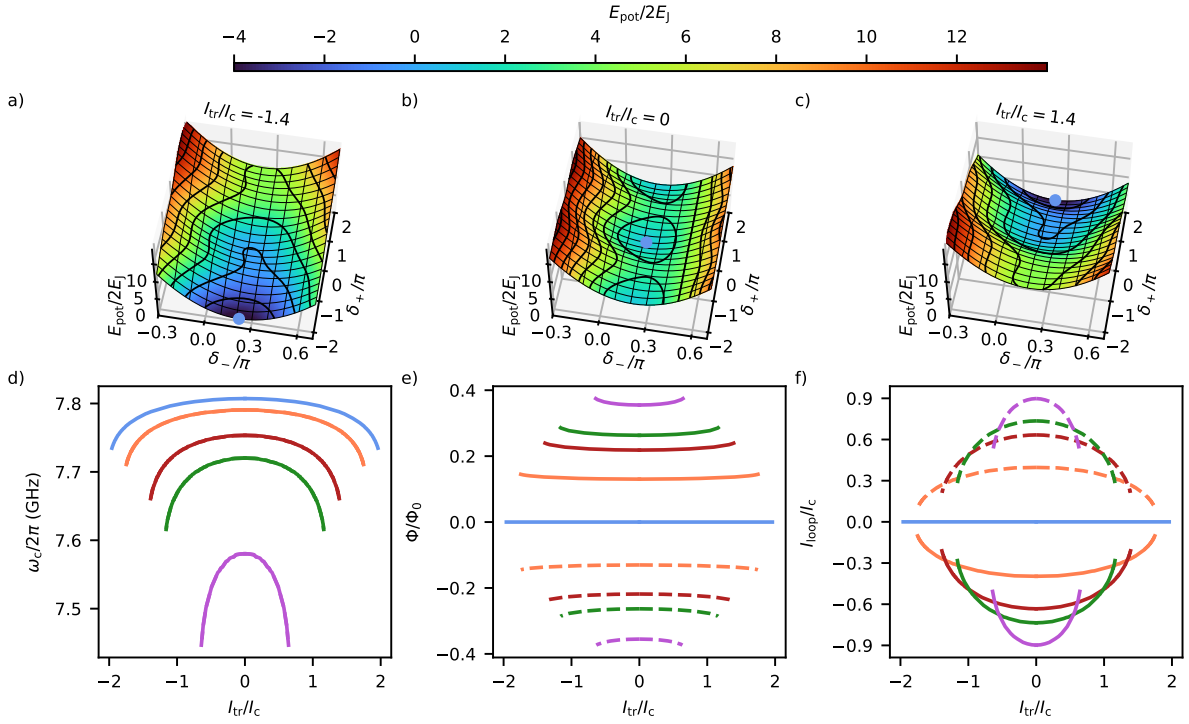 E_pot/2E_J
−4 −2 0 2 4 6 8 10 12
a)
I_tr/I_c = -1.4
E_pot/2E_J
10
5
0
−0.3 0.0 0.3 0.6
δ_−/π
2
1
0
−1
−2
δ_+/π
b)
I_tr/I_c = 0
E_pot/2E_J
10
5
0
−0.3 0.0 0.3 0.6
δ_−/π
2
1
0
−1
−2
δ_+/π
c)
I_tr/I_c = 1.4
E_pot/2E_J
10
5
0
−0.3 0.0 0.3 0.6
δ_−/π
2
1
0
−1
−2
δ_+/π
d)
ω_c/2π (GHz)
7.8
7.7
7.6
7.5
−2 −1 0 1 2
I_tr/I_c
e)
Φ/Φ_0
0.4
0.2
0.0
−0.2
−0.4
−2 −1 0 1 2
I_tr/I_c
f)
I_loop/I_c
0.9
0.6
0.3
0.0
−0.3
−0.6
−0.9
−2 −1 0 1 2
I_tr/I_c